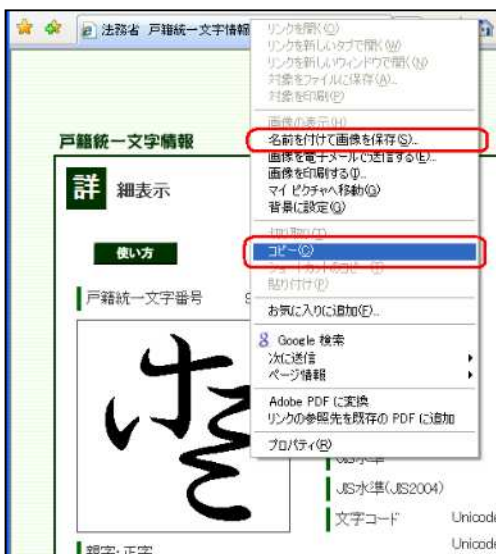 法務省 戸籍統一文字情報
リンクを開く(O)
リンクを新しいタブで開く(W)
リンクを新しいウィンドウで開く(N)
対象をファイルに保存(A)...
対象を印刷(P)
画像の表示(H)
名前を付けて画像を保存(S)...
画像を電子メールで送信する(E)...
画像を印刷する(I)...
マイ ピクチャへ移動(G)
背景に設定(G)
切り取り(T)
コピー(C)
ショートカットのコピー(T)
貼り付け(P)
お気に入りに追加(F)...
Google 検索
次に送信
ページ情報
Adobe PDF に変換
リンクの参照先を既存の PDF に追加
プロパティ(R)
戸籍統一文字情報
詳 細表示
使い方
戸籍統一文字番号
JIS水準
JIS水準(JIS2004)
文字コード Unicode
Unicode
親字・正字